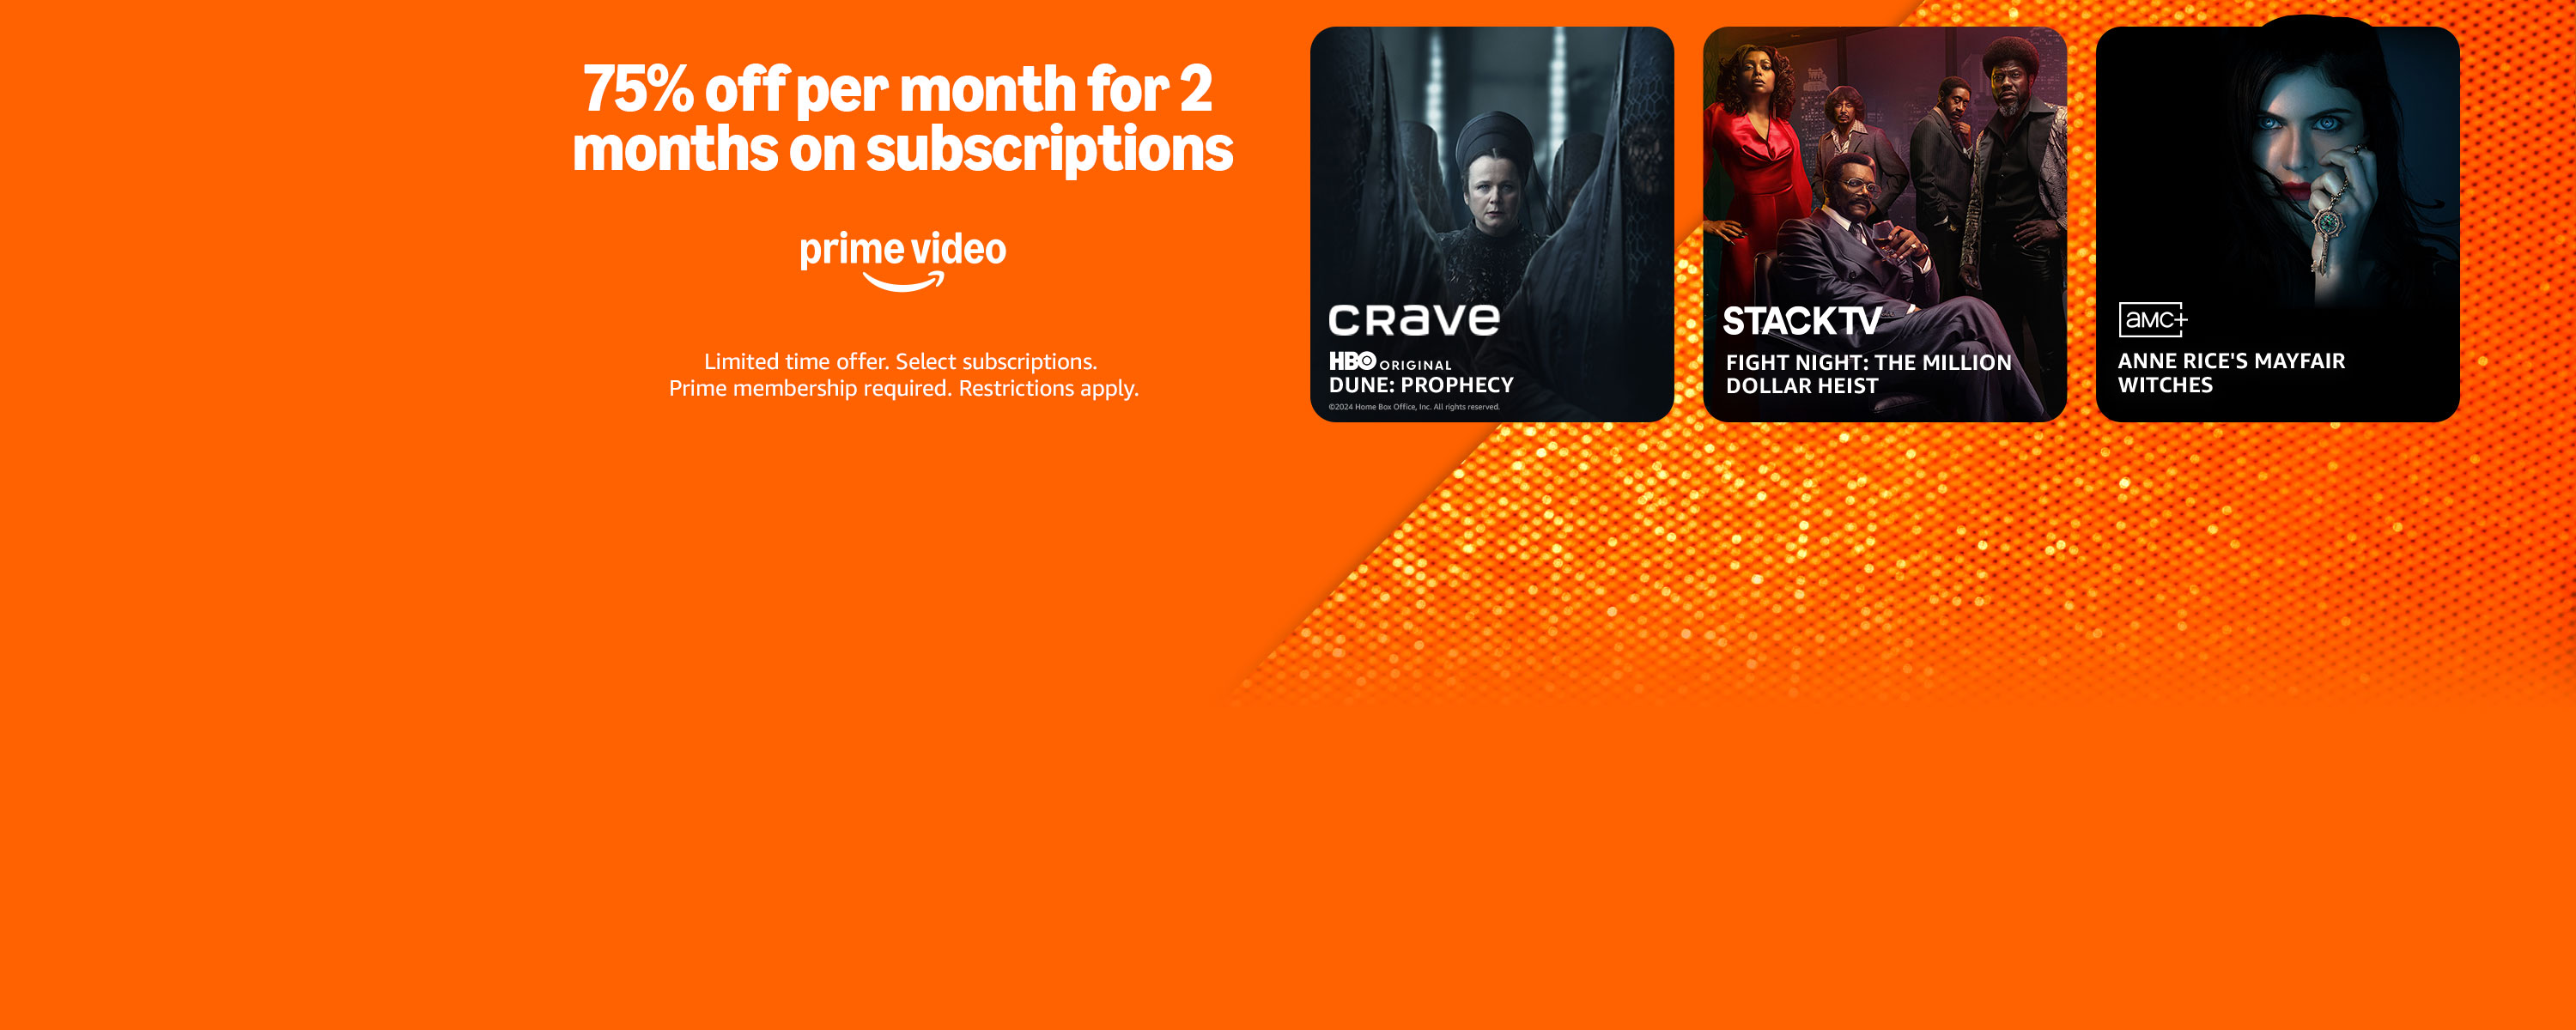 75% off per month for 2
months on subscriptions
prime video
Limited time offer. Select subscriptions.
Prime membership required. Restrictions apply.
CRAVE
HBO ORIGINAL
DUNE: PROPHECY
©2024 Home Box Office, Inc. All rights reserved.
STACKTV
FIGHT NIGHT: THE MILLION
DOLLAR HEIST
aMC+
ANNE RICE'S MAYFAIR
WITCHES